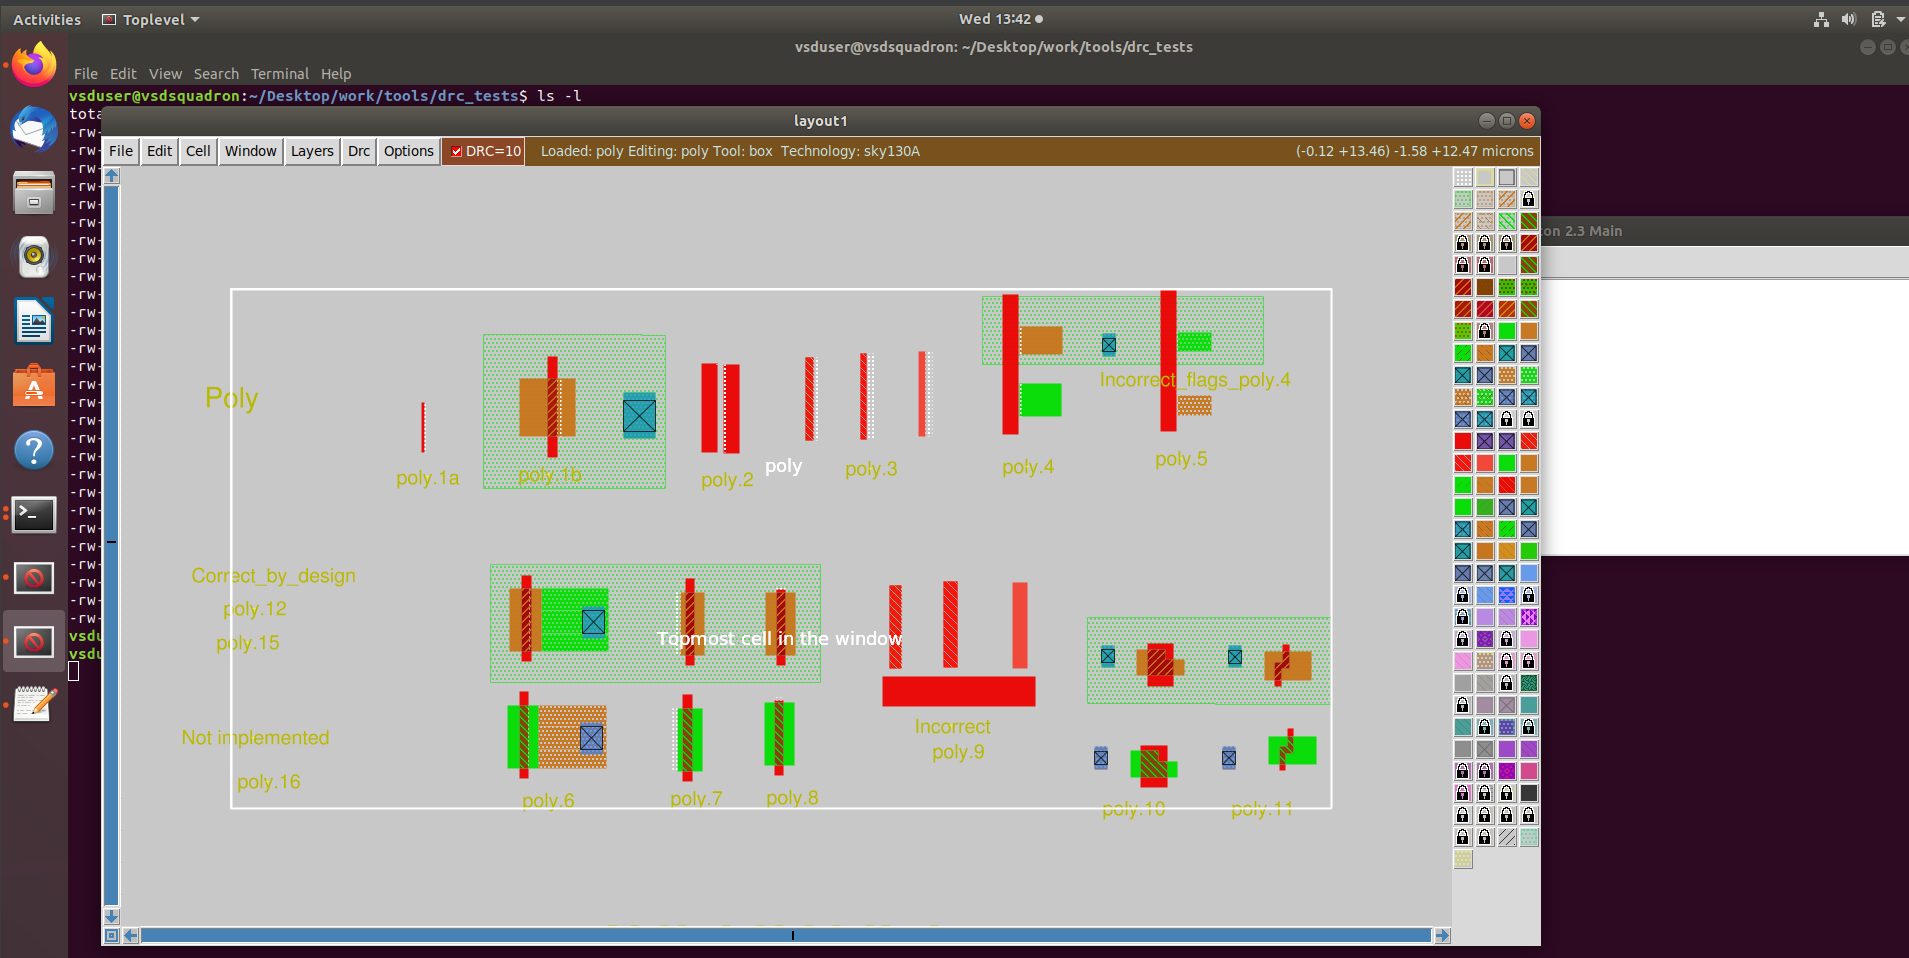 Activities Toplevel Wed 13:42
vsduser@vsdsquadron: ~/Desktop/work/tools/drc_tests
File Edit View Search Terminal Help
vsduser@vsdsquadron:~/Desktop/work/tools/drc_tests$ ls -l
tota
layout1
-rw-
File Edit Cell Window Layers Drc Options DRC=10 Loaded: poly Editing: poly Tool: box Technology: sky130A (-0.12 +13.46) -1.58 +12.47 microns
-rw-
-rw-
-rw-
-rw-
-rw-
on 2.3 Main
-rw-
-rw-
-rw-
-rw-
-rw-
-rw-
-rw-
-rw-
Incorrect_flags_poly.4
Poly
-rw-
-rw-
-rw-
-rw-
poly.1a poly.1b poly.2 poly poly.3 poly.4 poly.5
-rw-
-rw-
-rw-
-rw-
-rw-
-rw-
Correct_by_design
-rw-
-rw-
poly.12
-rw-
-rw-
vsdu
poly.15
Topmost cell in the window
vsdu
Not implemented
Incorrect
poly.9
poly.16
poly.6 poly.7 poly.8 poly.10 poly.11